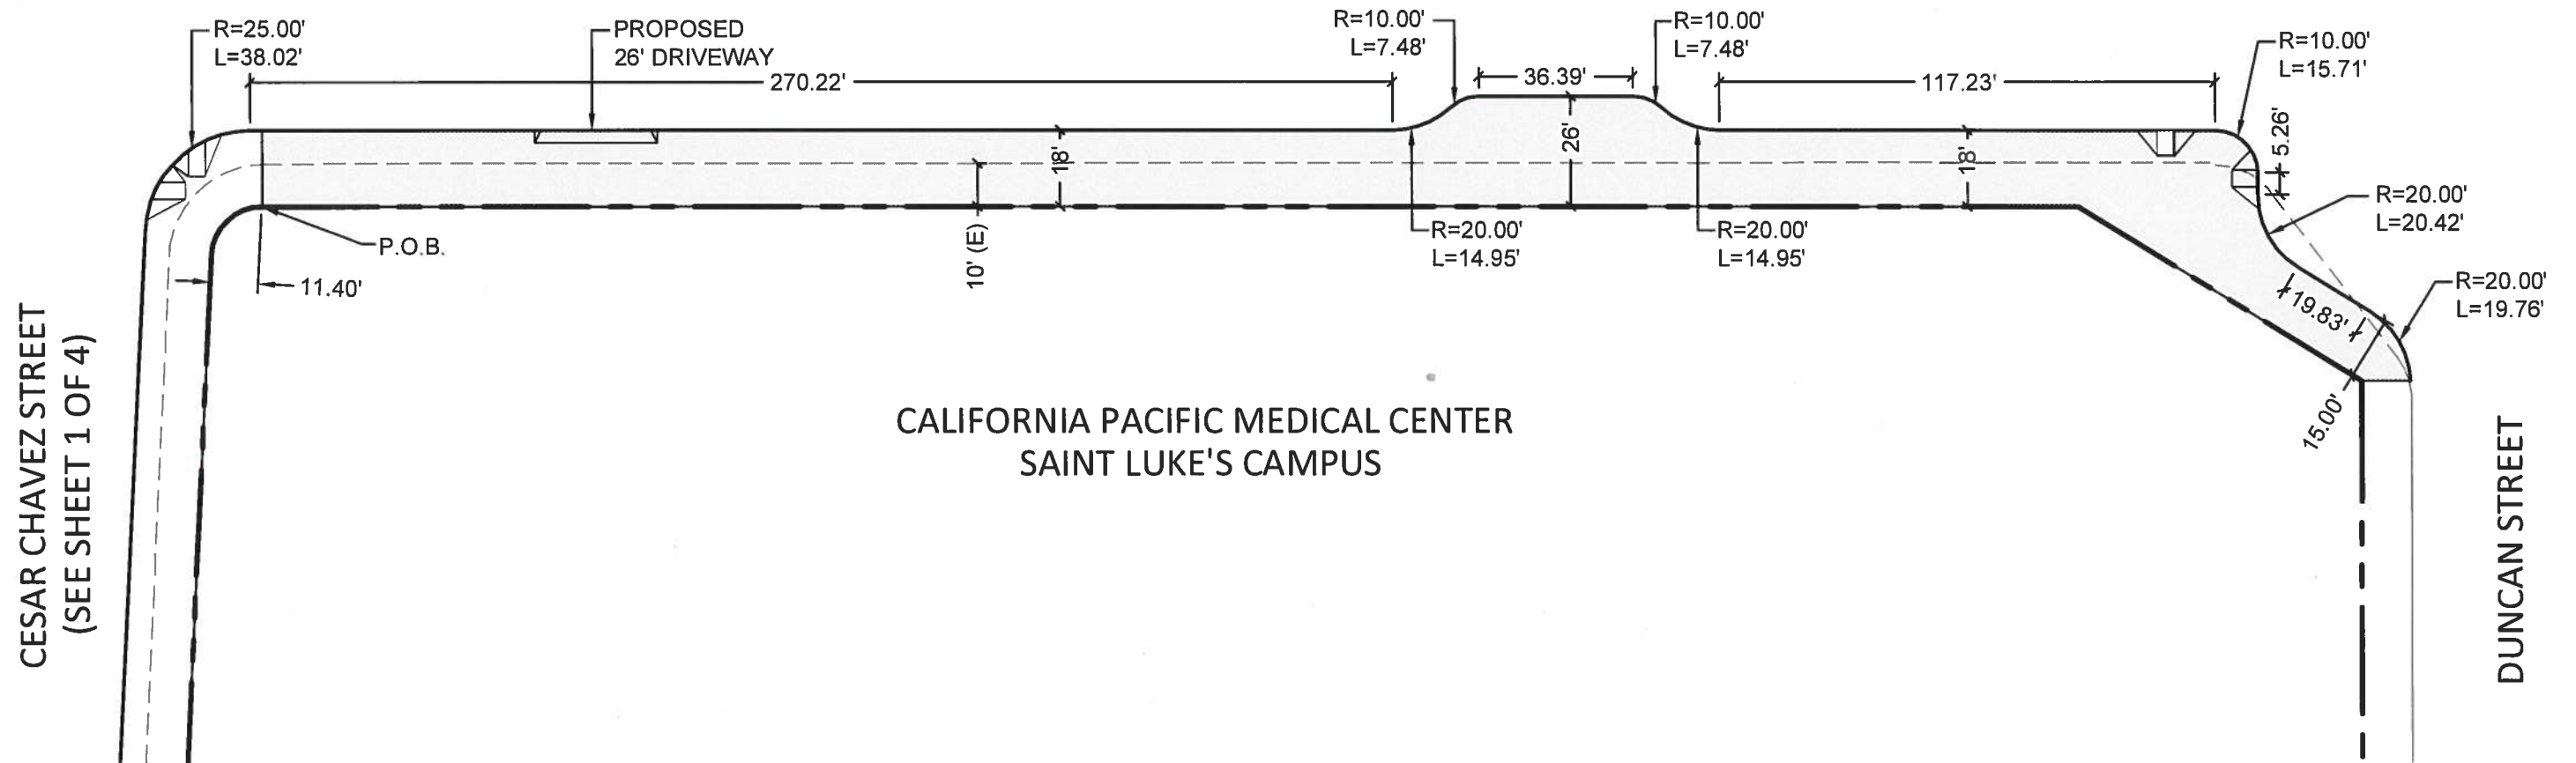 R=25.00'
L=38.02'
PROPOSED
26' DRIVEWAY
270.22'
R=10.00'
L=7.48'
36.39'
R=10.00'
L=7.48'
117.23'
R=10.00'
L=15.71'
5.26'
18'
26'
18'
10' (E)
R=20.00'
L=20.42'
P.O.B.
11.40'
R=20.00'
L=14.95'
R=20.00'
L=14.95'
19.83'
R=20.00'
L=19.76'
15.00'
CESAR CHAVEZ STREET
(SEE SHEET 1 OF 4)
CALIFORNIA PACIFIC MEDICAL CENTER
SAINT LUKE'S CAMPUS
DUNCAN STREET